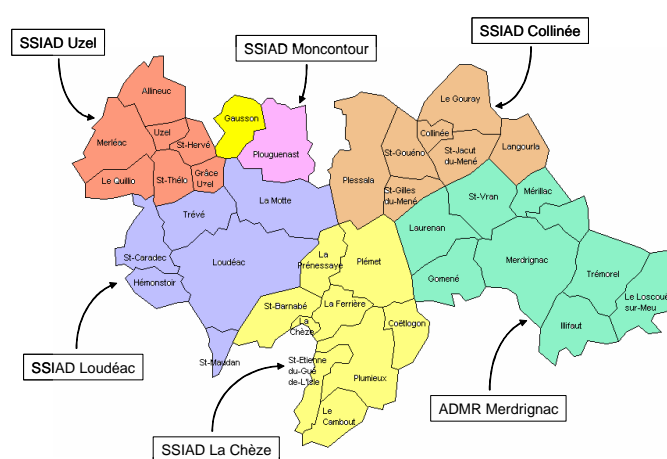 SSIAD Uzel
SSIAD Moncontour
SSIAD Collinée
Allineuc
Le Gouray
Gausson
Uzel
Merléac
St-Hervé
Plouguenast
Collinée
St-Gouéno
St-Jacut
du-Mené
Langourla
Le Quillio
St-Thélo
Grâce
Uzel
Plessala
St-Gilles
du-Mené
La Motte
St-Vran
Mérillac
Trévé
Laurenan
St-Caradec
Loudéac
La
Prénessaye
Plémet
Merdrignac
Hémonstoir
Gomené
Trémorel
St-Barnabé
La Ferrière
Le Loscouë
sur-Meu
La
Chèze
Coëtlogon
Illifaut
St-Maudan
St-Etienne
du-Gué
de-L'Isle
Plumieux
SSIAD Loudéac
ADMR Merdrignac
Le
Cambout
SSIAD La Chèze